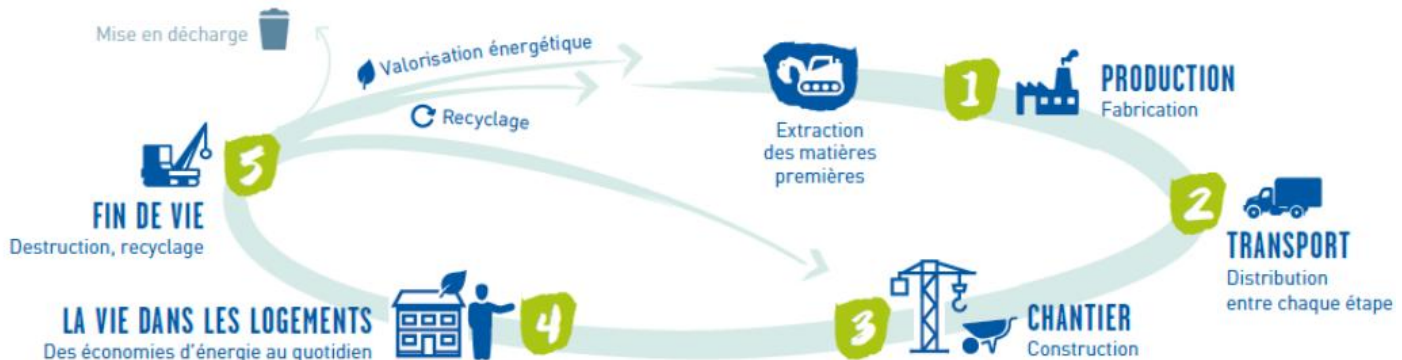 Mise en décharge
Valorisation énergétique
Recyclage
Extraction
des matières
premières
1
PRODUCTION
Fabrication
2
TRANSPORT
Distribution
entre chaque étape
3
CHANTIER
Construction
4
LA VIE DANS LES LOGEMENTS
Des économies d'énergie au quotidien
5
FIN DE VIE
Destruction, recyclage